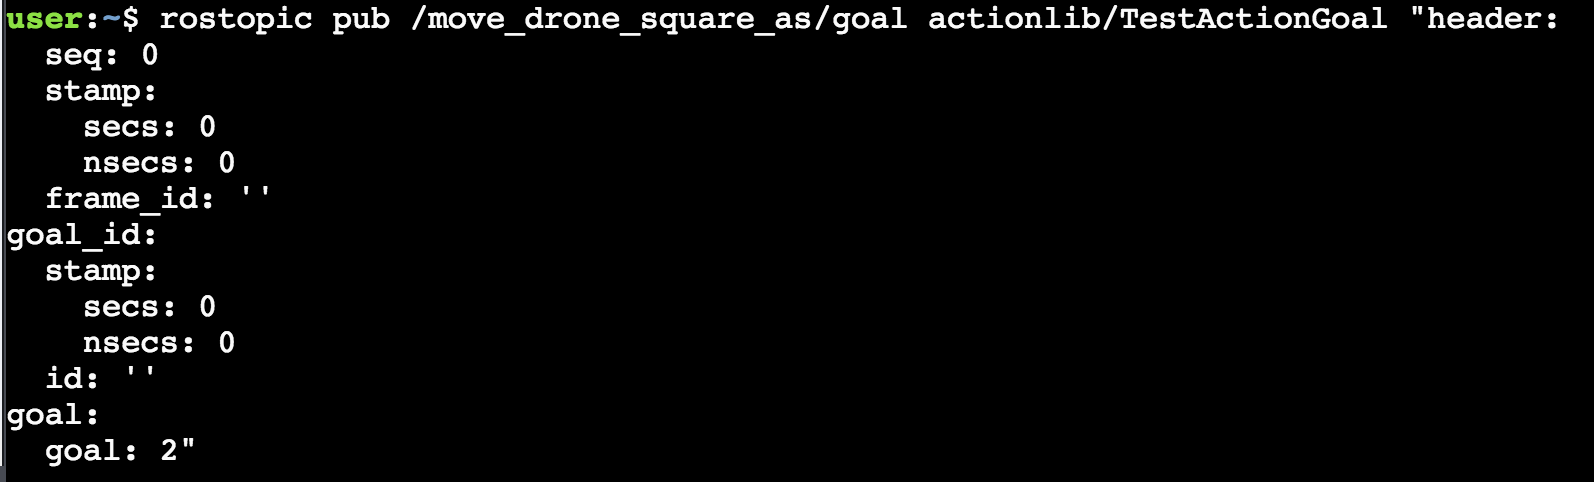 user:~$ rostopic pub /move_drone_square_as/goal actionlib/TestActionGoal "header:
  seq: 0
  stamp:
    secs: 0
    nsecs: 0
  frame_id: ''
goal_id:
  stamp:
    secs: 0
    nsecs: 0
  id: ''
goal:
  goal: 2"